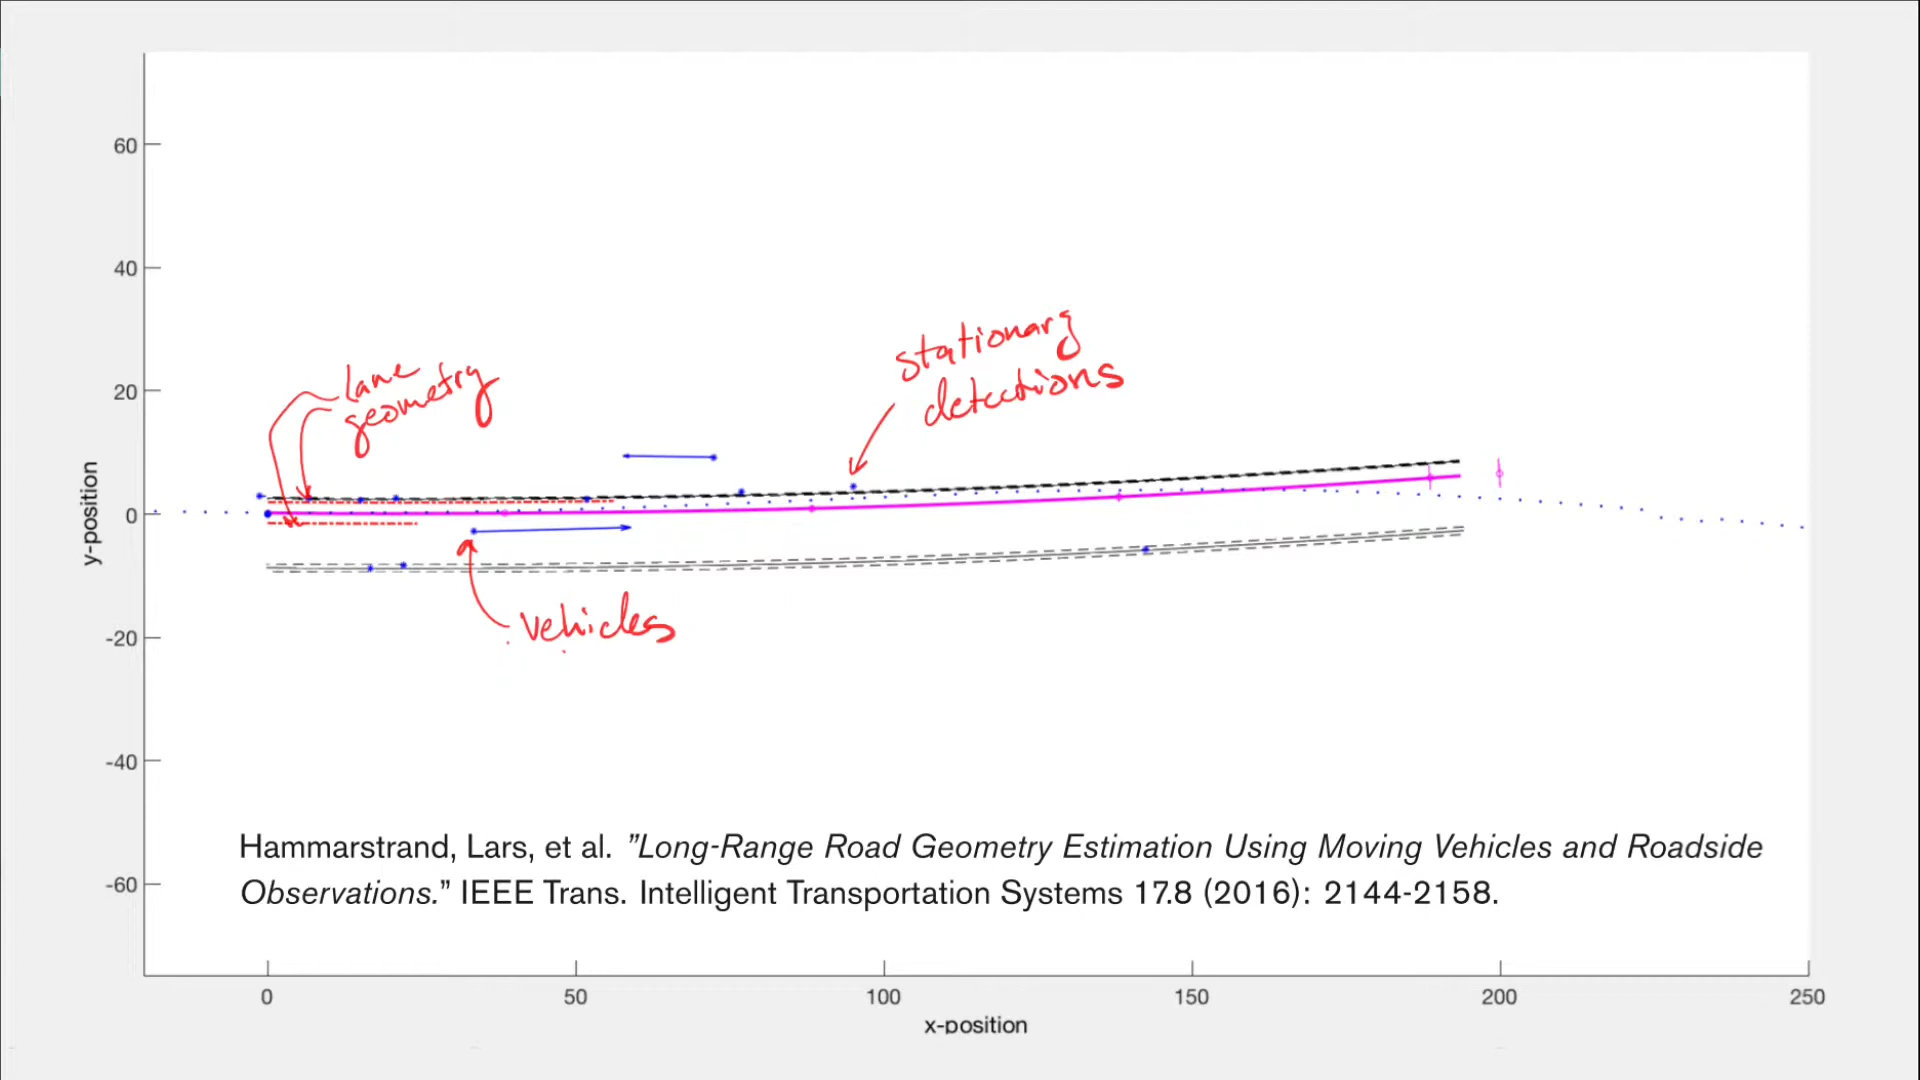 60
40
20
0
-20
-40
-60
y-position
lane
geometry
stationary
detections
vehicles
Hammarstrand, Lars, et al. ”Long-Range Road Geometry Estimation Using Moving Vehicles and Roadside
Observations.” IEEE Trans. Intelligent Transportation Systems 17.8 (2016): 2144-2158.
0 50 100 150 200 250
x-position